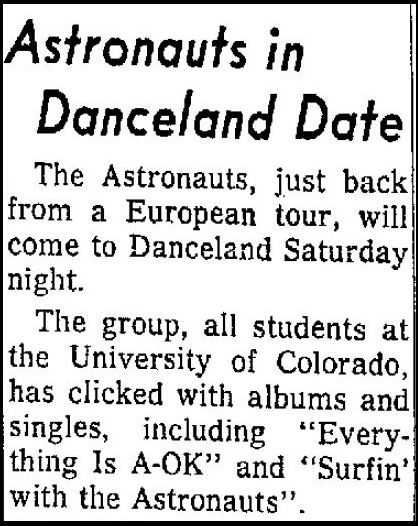 Astronauts in
Danceland Date
The Astronauts, just back
from a European tour, will
come to Danceland Saturday
night.
The group, all students at
the University of Colorado,
has clicked with albums and
singles, including "Every-
thing Is A-OK" and "Surfin'
with the Astronauts".